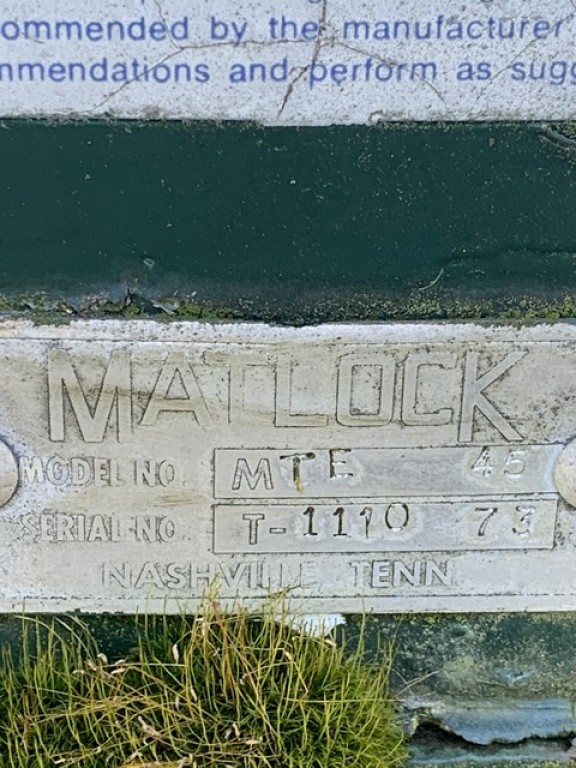 ommended by the manufacturer
mmendations and perform as sugg
MATLOCK
MODEL NO. MTE 45
SERIAL NO. T-1110 73
NASHVILLE TENN